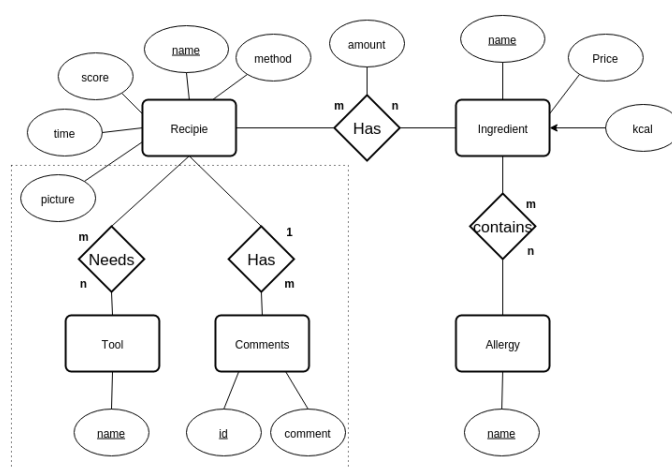 name
method
score
time
picture
Recipie
amount
m
n
Has
name
Price
kcal
Ingredient
m
Needs
n
1
Has
m
m
contains
n
Tool
Comments
Allergy
name
id
comment
name